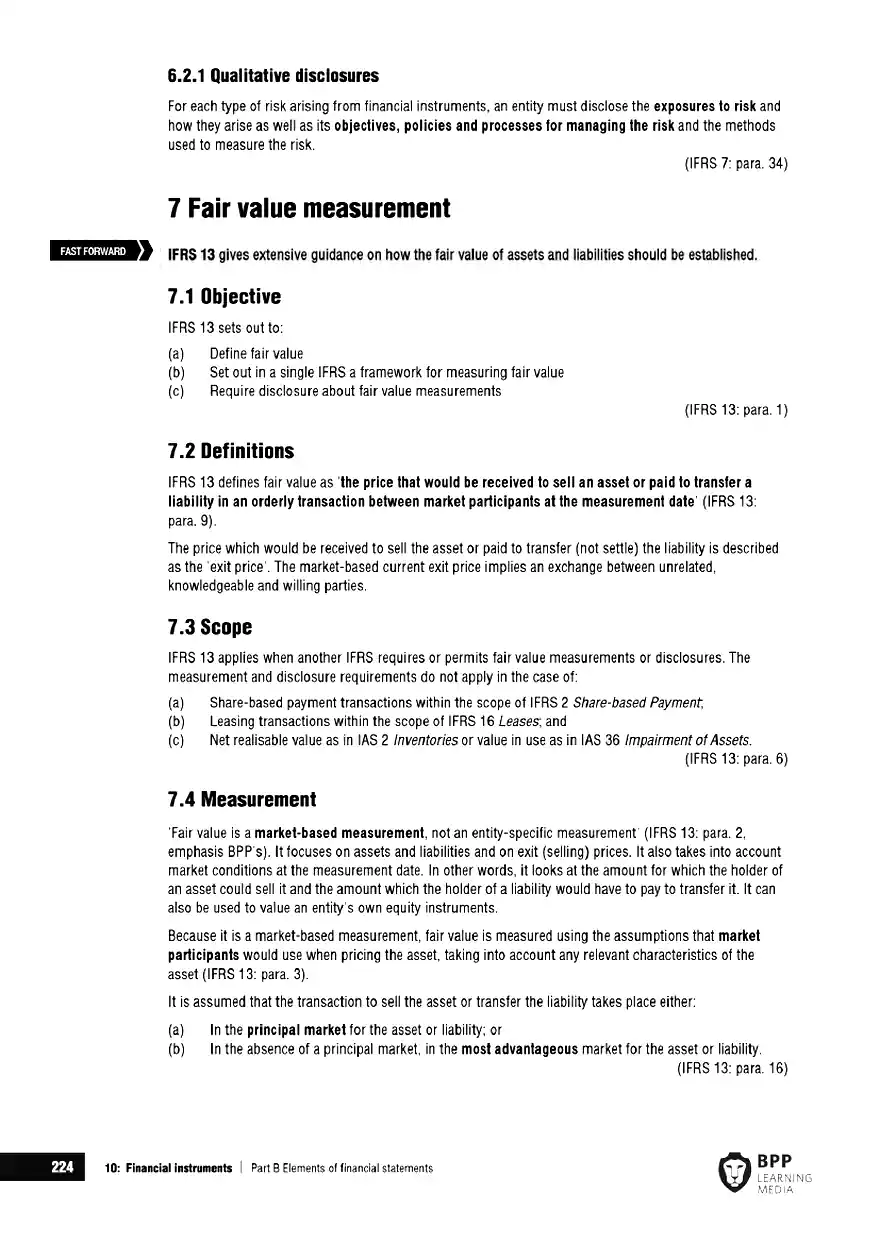 6.2.1 Qualitative disclosures
For each type of risk arising from financial instruments, an entity must disclose the exposures to risk and
how they arise as well as its objectives, policies and processes for managing the risk and the methods
used to measure the risk.
(IFRS 7: para. 34)
7 Fair value measurement
FAST FORWARD
IFRS 13 gives extensive guidance on how the fair value of assets and liabilities should be established.
7.1 Objective
IFRS 13 sets out to:
(a) Define fair value
(b) Set out in a single IFRS a framework for measuring fair value
(c) Require disclosure about fair value measurements
(IFRS 13: para. 1)
7.2 Definitions
IFRS 13 defines fair value as 'the price that would be received to sell an asset or paid to transfer a
liability in an orderly transaction between market participants at the measurement date' (IFRS 13:
para. 9).
The price which would be received to sell the asset or paid to transfer (not settle) the liability is described
as the 'exit price'. The market-based current exit price implies an exchange between unrelated,
knowledgeable and willing parties.
7.3 Scope
IFRS 13 applies when another IFRS requires or permits fair value measurements or disclosures. The
measurement and disclosure requirements do not apply in the case of:
(a) Share-based payment transactions within the scope of IFRS 2 Share-based Payment;
(b) Leasing transactions within the scope of IFRS 16 Leases; and
(c) Net realisable value as in IAS 2 Inventories or value in use as in IAS 36 Impairment of Assets.
(IFRS 13: para. 6)
7.4 Measurement
'Fair value is a market-based measurement, not an entity-specific measurement' (IFRS 13: para. 2,
emphasis BPP's). It focuses on assets and liabilities and on exit (selling) prices. It also takes into account
market conditions at the measurement date. In other words, it looks at the amount for which the holder of
an asset could sell it and the amount which the holder of a liability would have to pay to transfer it. It can
also be used to value an entity's own equity instruments.
Because it is a market-based measurement, fair value is measured using the assumptions that market
participants would use when pricing the asset, taking into account any relevant characteristics of the
asset (IFRS 13: para. 3).
It is assumed that the transaction to sell the asset or transfer the liability takes place either:
(a) In the principal market for the asset or liability; or
(b) In the absence of a principal market, in the most advantageous market for the asset or liability.
(IFRS 13: para. 16)
224 10: Financial instruments | Part B Elements of financial statements
BPP
LEARNING
MEDIA